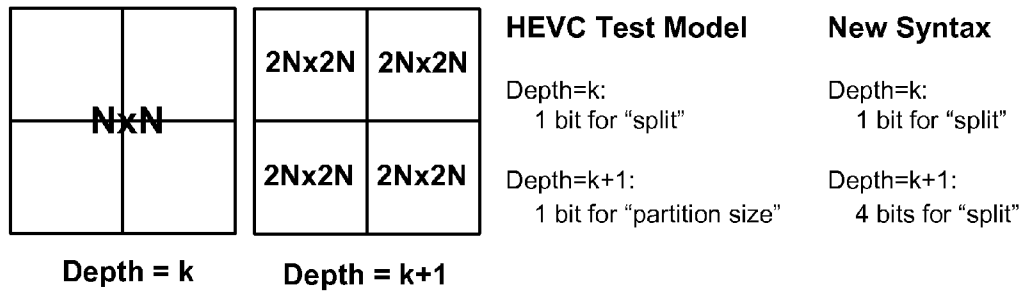 NxN
2Nx2N 2Nx2N
2Nx2N 2Nx2N
Depth = k
Depth = k+1
HEVC Test Model
Depth=k:
1 bit for “split”
Depth=k+1:
1 bit for “partition size”
New Syntax
Depth=k:
1 bit for “split”
Depth=k+1:
4 bits for “split”